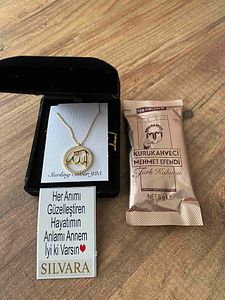 Sterling Silver 925
Her Anımı
Güzelleştiren
Hayatımın
Anlamı Annem
İyi ki Varsın❤
SILVARA
KURUKAHVECİ
MEHMET EFENDİ
Türk Kahvesi